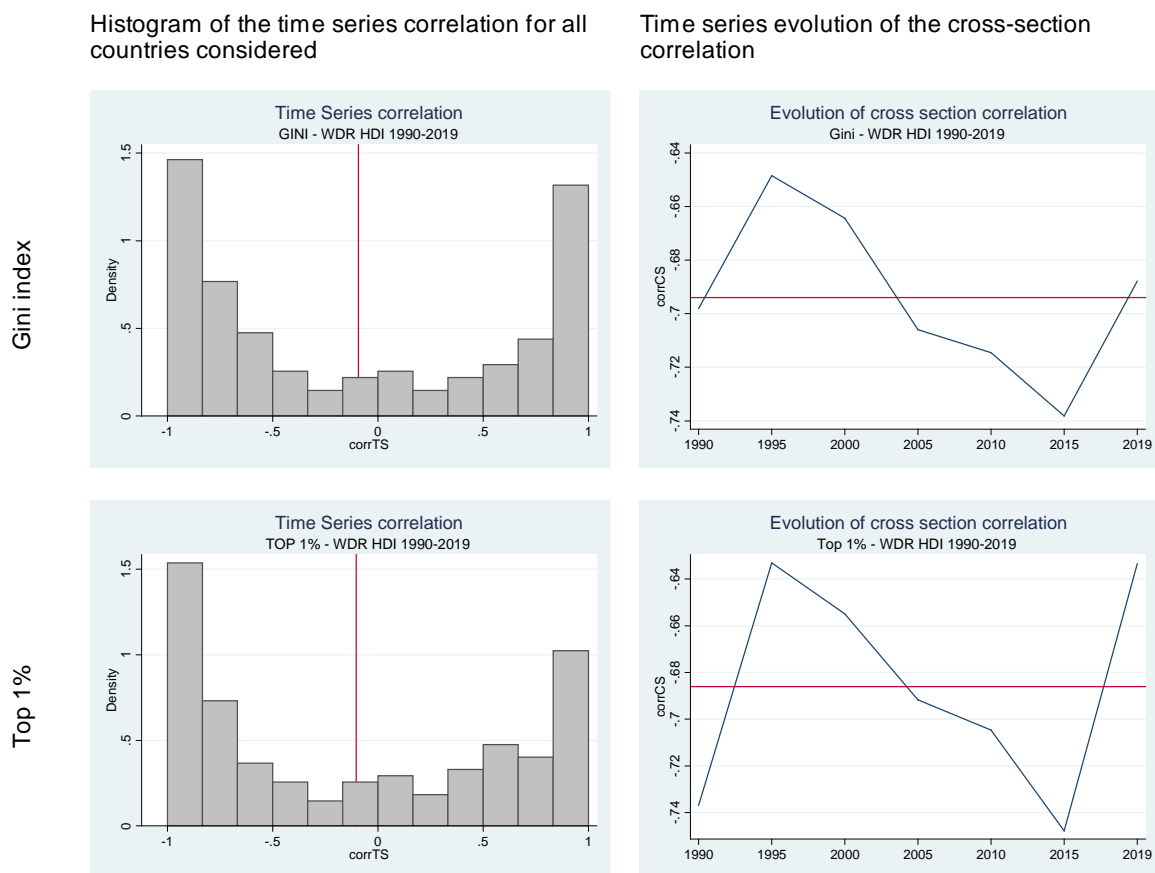 Histogram of the time series correlation for all
countries considered
Time series evolution of the cross-section
correlation
Gini index
Time Series correlation
GINI - WDR HDI 1990-2019
Density
1.5
1
.5
0
-1
-.5
0
.5
1
corrTS
Evolution of cross section correlation
Gini - WDR HDI 1990-2019
corrCS
-.64
-.66
-.68
-.7
-.72
-.74
1990
1995
2000
2005
2010
2015
2019
Top 1%
Time Series correlation
TOP 1% - WDR HDI 1990-2019
Density
1.5
1
.5
0
-1
-.5
0
.5
1
corrTS
Evolution of cross section correlation
Top 1% - WDR HDI 1990-2019
corrCS
-.64
-.66
-.68
-.7
-.72
-.74
1990
1995
2000
2005
2010
2015
2019